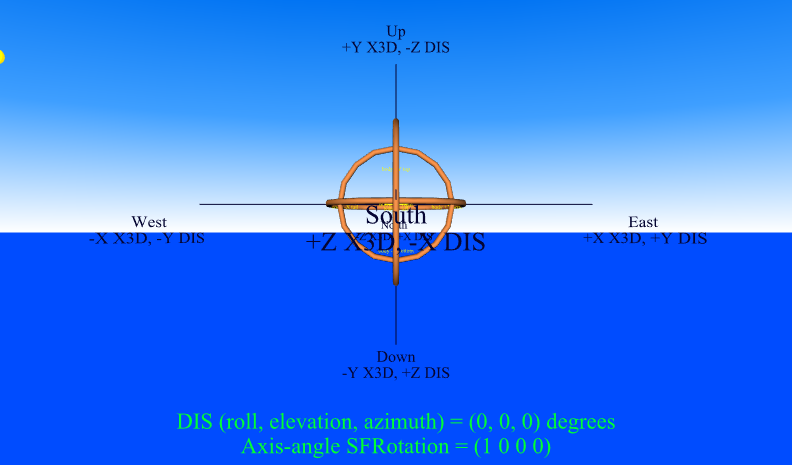 Up
+Y X3D, -Z DIS
South
+Z X3D, -X DIS
North
West
-X X3D, -Y DIS
East
+X X3D, +Y DIS
Down
-Y X3D, +Z DIS
DIS (roll, elevation, azimuth) = (0, 0, 0) degrees
Axis-angle SFRotation = (1 0 0 0)